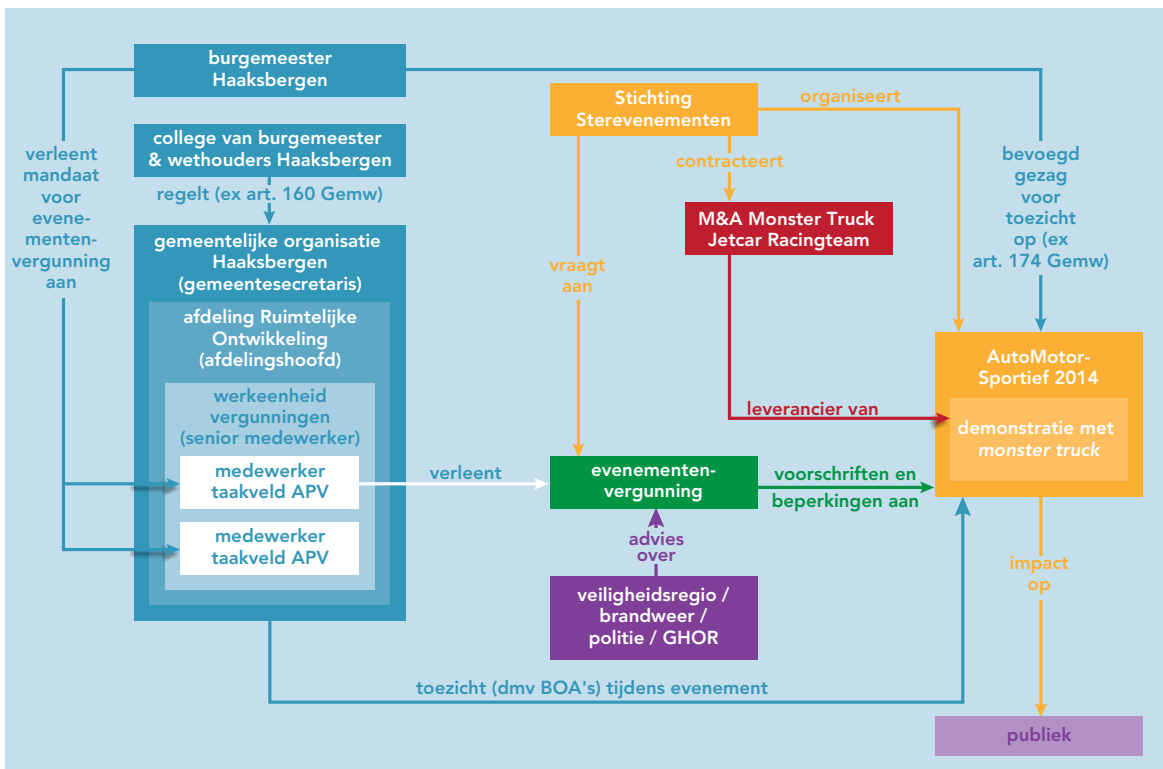 burgemeester
Haaksbergen
verleent
mandaat
voor
evene-
menten-
vergunning
aan
college van burgemeester
& wethouders Haaksbergen
regelt (ex art. 160 Gemw)
gemeentelijke organisatie
Haaksbergen
(gemeentesecretaris)
afdeling Ruimtelijke
Ontwikkeling
(afdelingshoofd)
werkeenheid
vergunningen
(senior medewerker)
medewerker
taakveld APV
medewerker
taakveld APV
verleent
Stichting
Sterevenementen
organiseert
contracteert
vraagt
aan
M&A Monster Truck
Jetcar Racingteam
leverancier van
bevoegd
gezag
voor
toezicht
op (ex
art. 174 Gemw)
AutoMotor-
Sportief 2014
demonstratie met
monster truck
evenementen-
vergunning
voorschriften en
beperkingen aan
advies
over
veiligheidsregio /
brandweer /
politie / GHOR
impact
op
toezicht (dmv BOA's) tijdens evenement
publiek